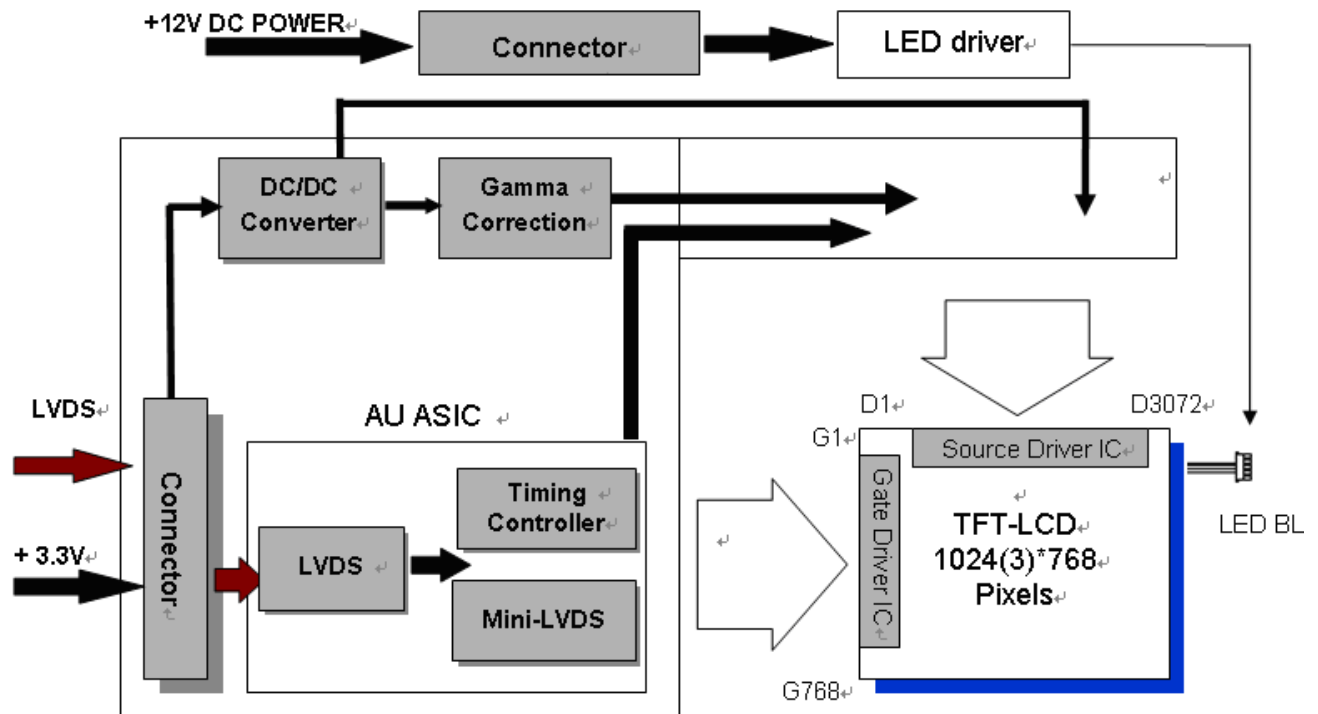 +12V DC POWER
Connector
LED driver
DC/DC
Converter
Gamma
Correction
LVDS
AU ASIC
D1
D3072
G1
Source Driver IC
Connector
Timing
Controller
Gate Driver IC
TFT-LCD
1024(3)*768
Pixels
LED BL
+ 3.3V
LVDS
Mini-LVDS
G768